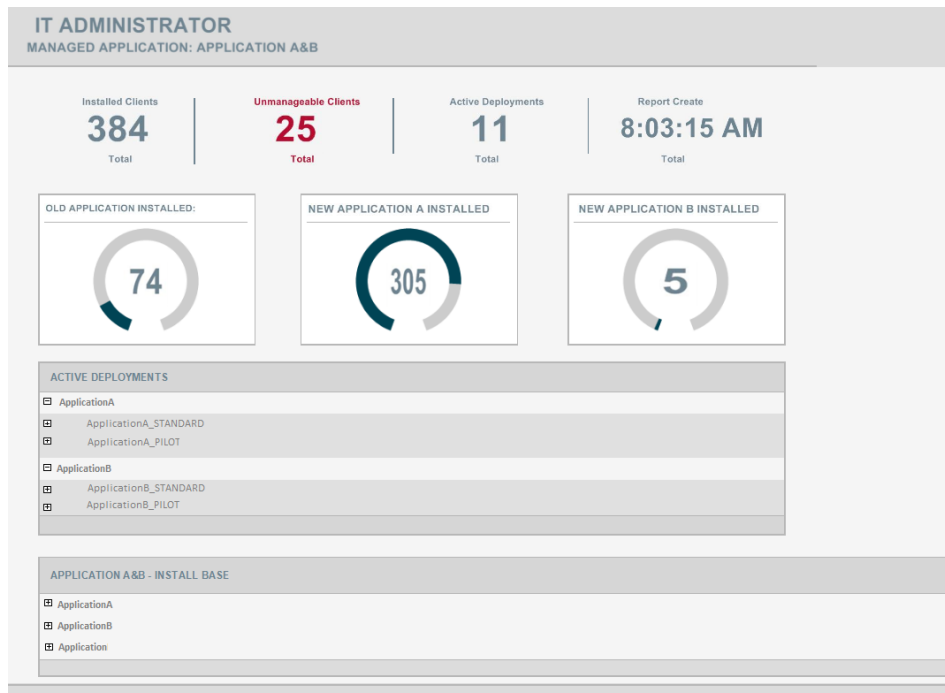 IT ADMINISTRATOR
MANAGED APPLICATION: APPLICATION A&B
Installed Clients
384
Total
Unmanageable Clients
25
Total
Active Deployments
11
Total
Report Create
8:03:15 AM
Total
OLD APPLICATION INSTALLED:
74
NEW APPLICATION A INSTALLED
305
NEW APPLICATION B INSTALLED
5
ACTIVE DEPLOYMENTS
ApplicationA
ApplicationA_STANDARD
ApplicationA_PILOT
ApplicationB
ApplicationB_STANDARD
ApplicationB_PILOT
APPLICATION A&B - INSTALL BASE
ApplicationA
ApplicationB
Application